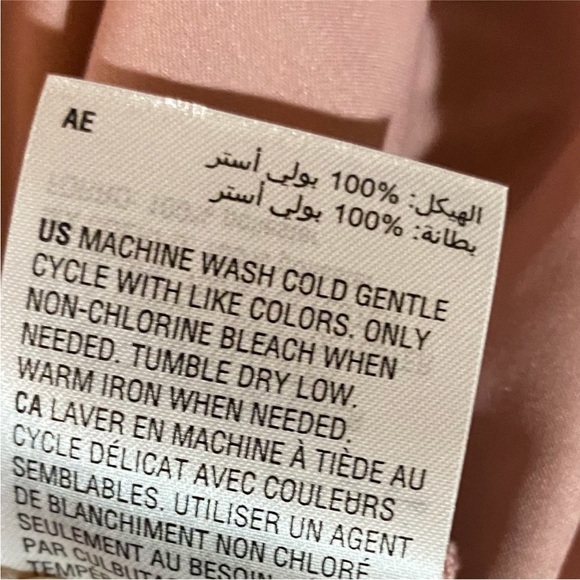 AE
الهيكل: 100% بولي أستر
بطانة: 100% بولي أستر
US MACHINE WASH COLD GENTLE
CYCLE WITH LIKE COLORS. ONLY
NON-CHLORINE BLEACH WHEN
NEEDED. TUMBLE DRY LOW.
WARM IRON WHEN NEEDED.
CA LAVER EN MACHINE À TIÈDE AU
CYCLE DÉLICAT AVEC COULEURS
SEMBLABLES. UTILISER UN AGENT
DE BLANCHIMENT NON CHLORÉ
SEULEMENT AU BESOIN
PAR